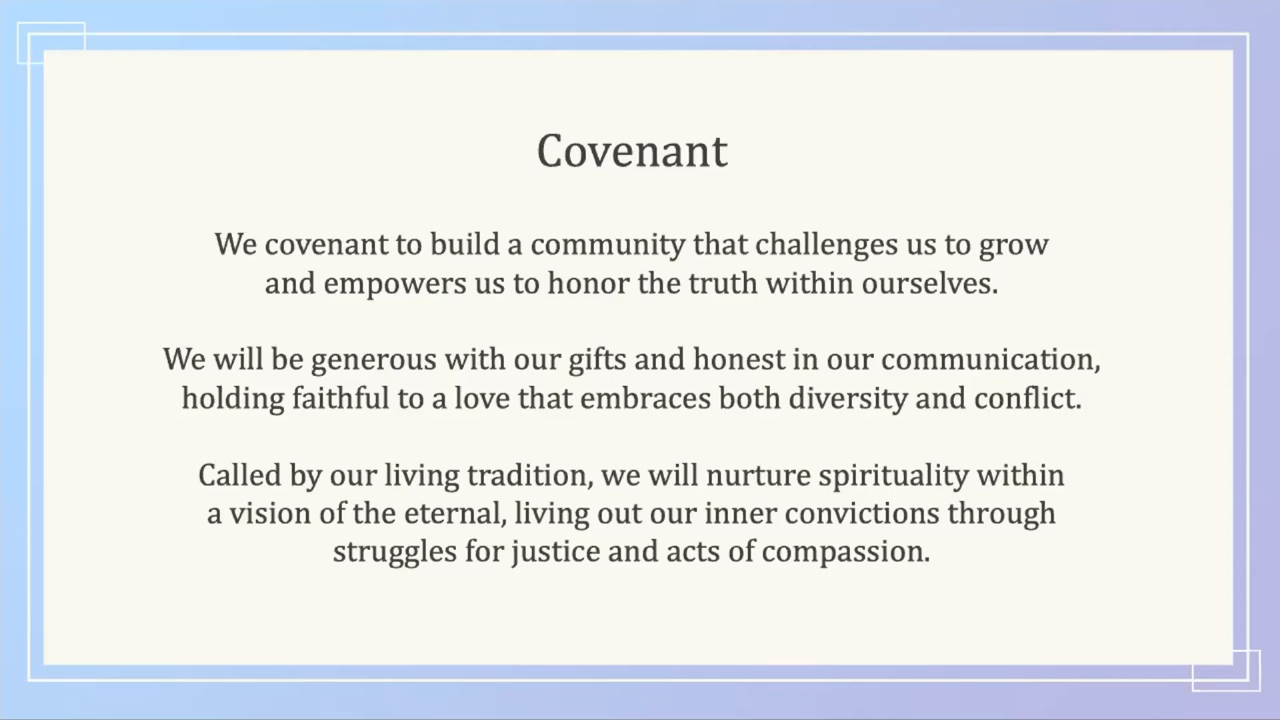 Covenant
We covenant to build a community that challenges us to grow
and empowers us to honor the truth within ourselves.
We will be generous with our gifts and honest in our communication,
holding faithful to a love that embraces both diversity and conflict.
Called by our living tradition, we will nurture spirituality within
a vision of the eternal, living out our inner convictions through
struggles for justice and acts of compassion.